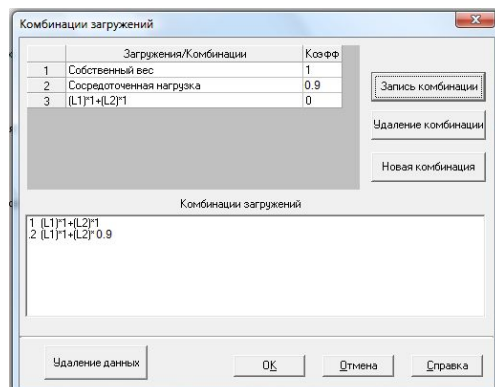 Комбинации загружений
Загружения/Комбинации Коэфф
1 Собственный вес 1
2 Сосредоточенная нагрузка 0.9
3 (L1)*1+(L2)*1 0
Запись комбинации
Удаление комбинации
Новая комбинация
Комбинации загружений
1 (L1)*1+(L2)*1
2 (L1)*1+(L2)*0.9
Удаление данных
OK
Отмена
Справка